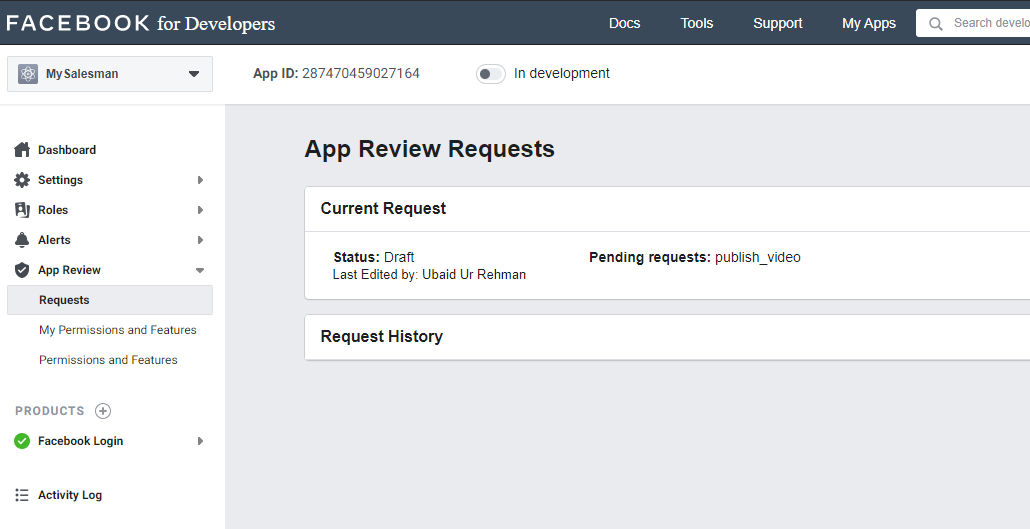 FACEBOOK for Developers
Docs
Tools
Support
My Apps
Search develo
MySalesman
App ID: 287470459027164
In development
Dashboard
Settings
Roles
Alerts
App Review
Requests
My Permissions and Features
Permissions and Features
PRODUCTS
Facebook Login
Activity Log
App Review Requests
Current Request
Status: Draft
Last Edited by: Ubaid Ur Rehman
Pending requests: publish_video
Request History